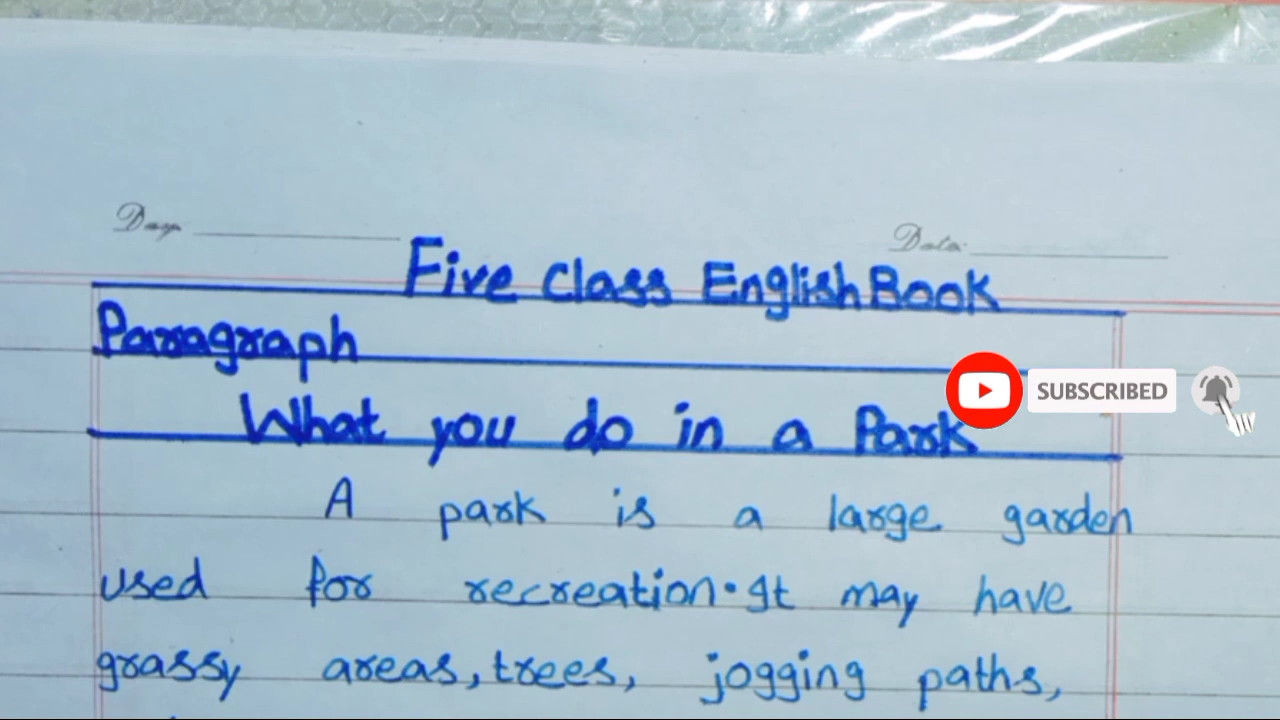 Day
Date:
Five Class English Book
Paragraph
What you do in a Park
SUBSCRIBED
A park is a large garden
used for recreation. It may have
grassy areas, trees, jogging paths,